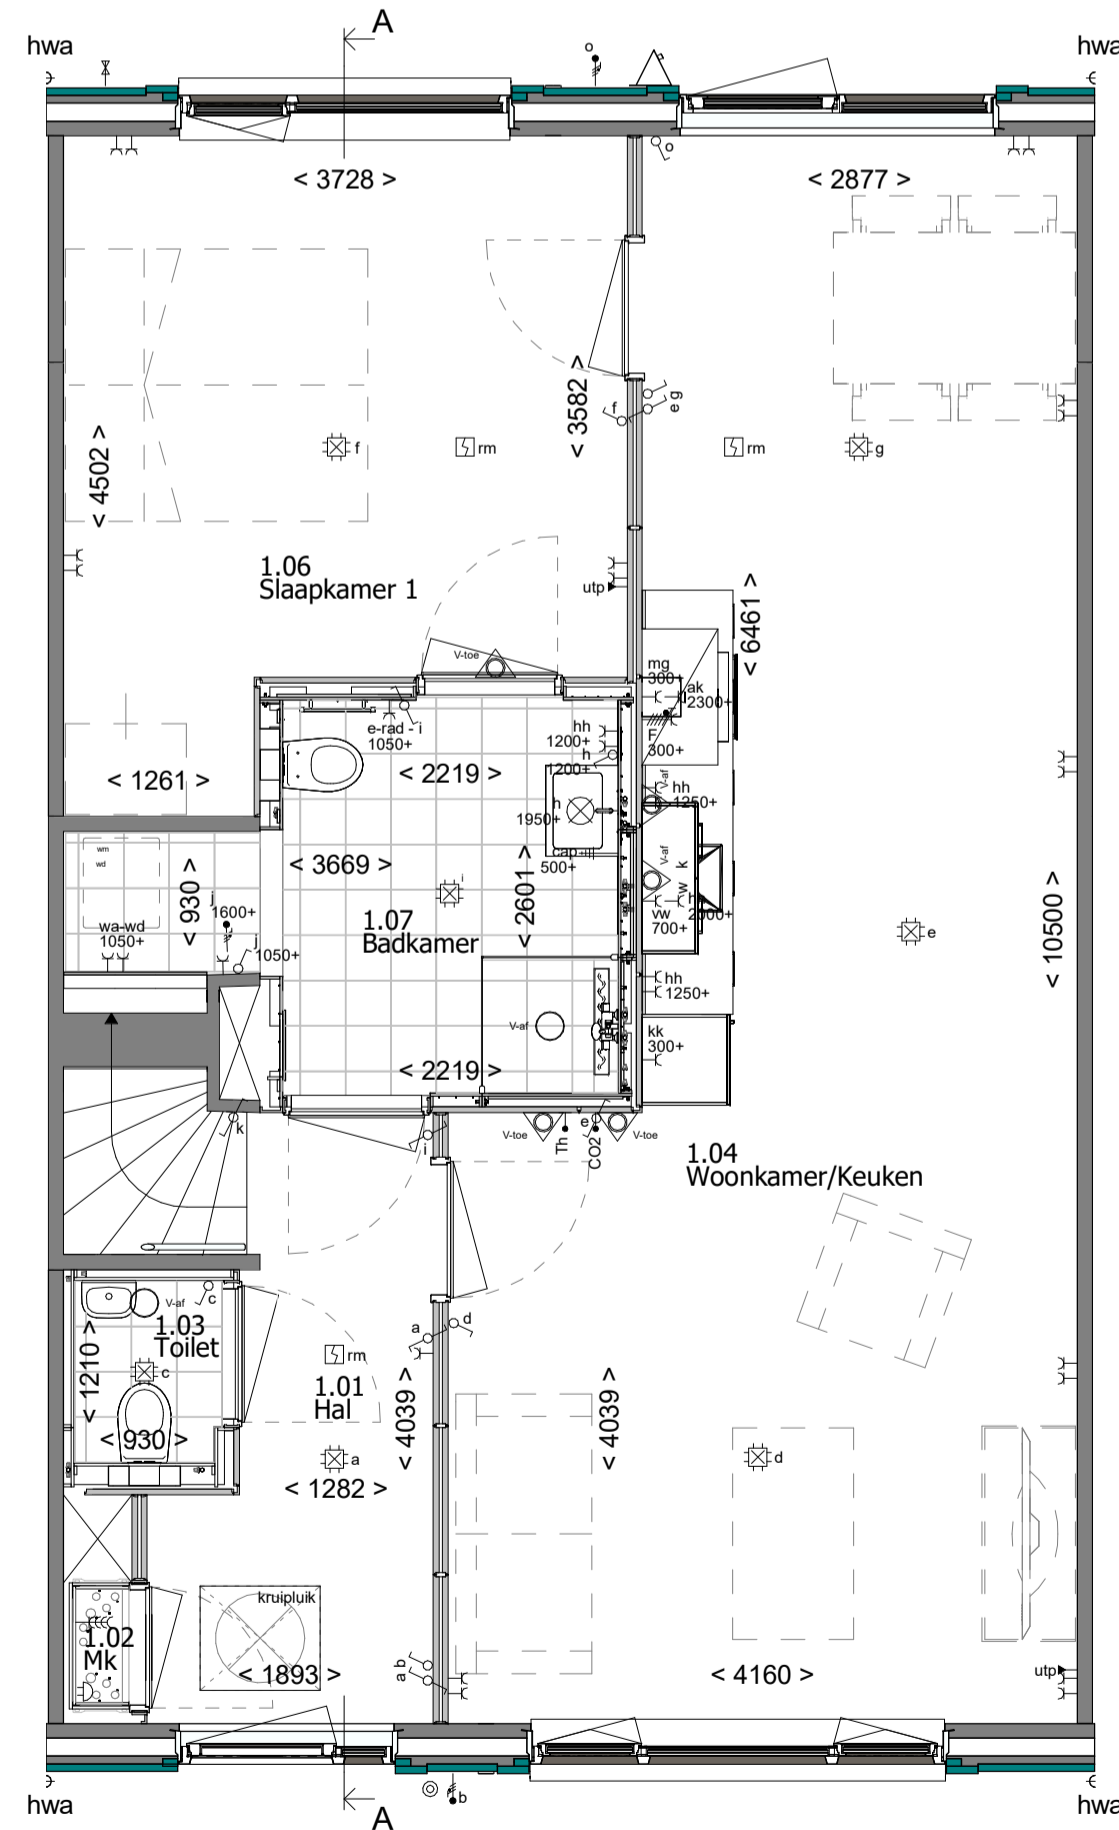 A
hwa
o
hwa
< 3728 >
o
< 2877 >
< 3582 >
f
e g
< 4502 >
f
rm
rm
g
1.06
Slaapkamer 1
utp
< 6461 >
V-toe
mg
300+
ak
2300+
e-rad - i
1050+
hh
1200+
h
1200+
F
300+
< 1261 >
< 2219 >
V-af
hh
1250+
h
1950+
wm
wd
< 3669 >
cap
500+
V-af
k
w
< 930 >
j
1600+
i
< 2601 >
vw
700+
T
2000+
wa-wd
1050+
1.07
Badkamer
e
< 10500 >
j
1050+
hh
1250+
V-af
kk
300+
< 2219 >
k
i
V-toe
Th
e
CO2
V-toe
1.04
Woonkamer/Keuken
V-af
c
1.03
Toilet
a
d
< 1210 >
c
rm
1.01
Hal
< 4039 >
< 4039 >
< 930 >
a
d
< 1282 >
kruipluik
1.02
Mk
a b
< 1893 >
< 4160 >
utp
b
hwa
A
hwa